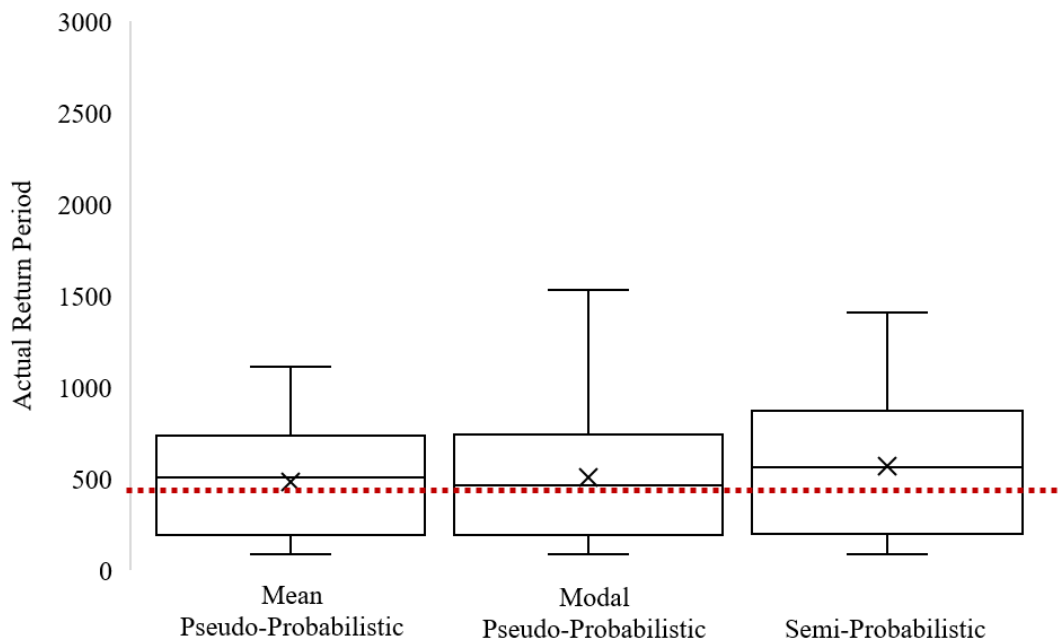 3000
2500
2000
1500
1000
500
0
Actual Return Period
Mean
Pseudo-Probabilistic
Modal
Pseudo-Probabilistic
Semi-Probabilistic